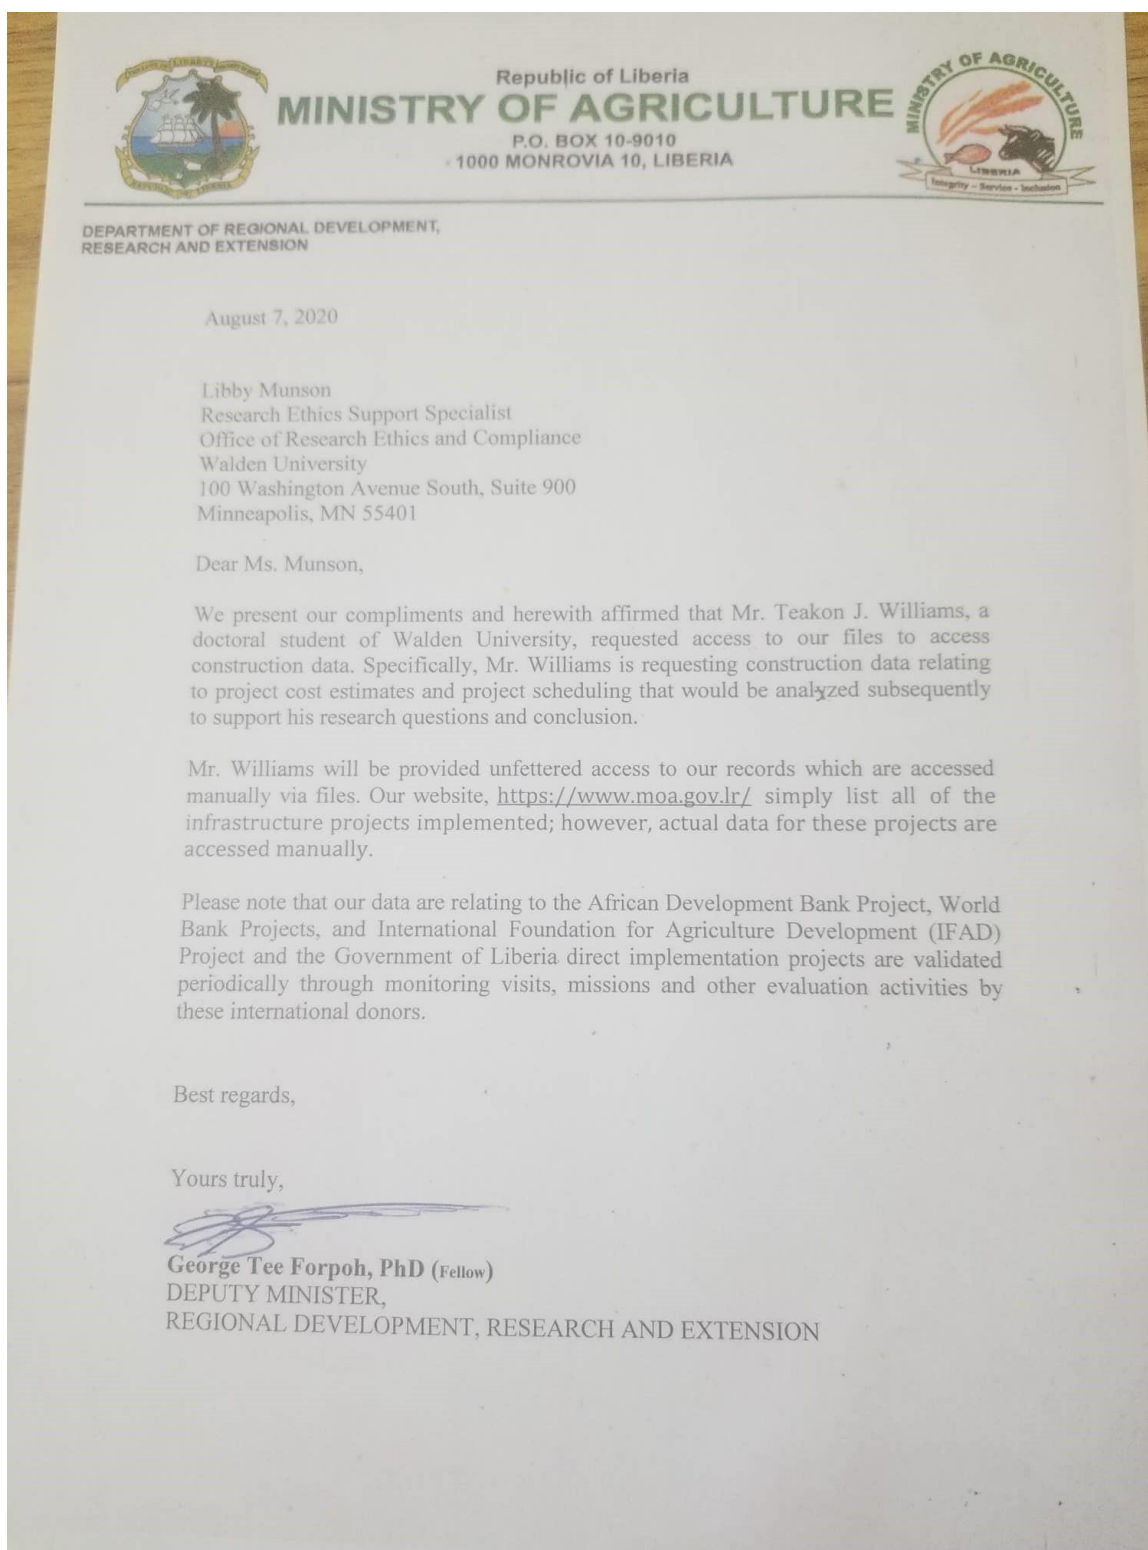 Republic of Liberia
MINISTRY OF AGRICULTURE
P.O. BOX 10-9010
1000 MONROVIA 10, LIBERIA
REPUBLIC OF LIBERIA
MINISTRY OF AGRICULTURE
LIBERIA
Integrity - Service - Inclusion
DEPARTMENT OF REGIONAL DEVELOPMENT,
RESEARCH AND EXTENSION
August 7, 2020
Libby Munson
Research Ethics Support Specialist
Office of Research Ethics and Compliance
Walden University
100 Washington Avenue South, Suite 900
Minneapolis, MN 55401
Dear Ms. Munson,
We present our compliments and herewith affirmed that Mr. Teakon J. Williams, a
doctoral student of Walden University, requested access to our files to access
construction data. Specifically, Mr. Williams is requesting construction data relating
to project cost estimates and project scheduling that would be analyzed subsequently
to support his research questions and conclusion.
Mr. Williams will be provided unfettered access to our records which are accessed
manually via files. Our website, https://www.moa.gov.lr/ simply list all of the
infrastructure projects implemented; however, actual data for these projects are
accessed manually.
Please note that our data are relating to the African Development Bank Project, World
Bank Projects, and International Foundation for Agriculture Development (IFAD)
Project and the Government of Liberia direct implementation projects are validated
periodically through monitoring visits, missions and other evaluation activities by
these international donors.
Best regards,
Yours truly,
George Tee Forpoh, PhD (Fellow)
DEPUTY MINISTER,
REGIONAL DEVELOPMENT, RESEARCH AND EXTENSION